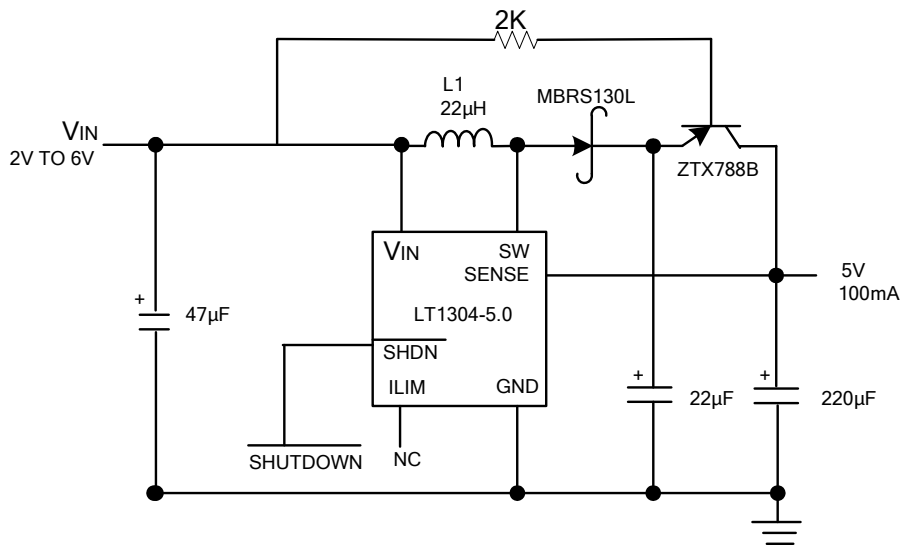 2K
L1
22µH
MBRS130L
VIN
2V TO 6V
ZTX788B
VIN
SW
SENSE
5V
100mA
+
47µF
LT1304-5.0
SHDN
ILIM
GND
+
22µF
+
220µF
SHUTDOWN
NC